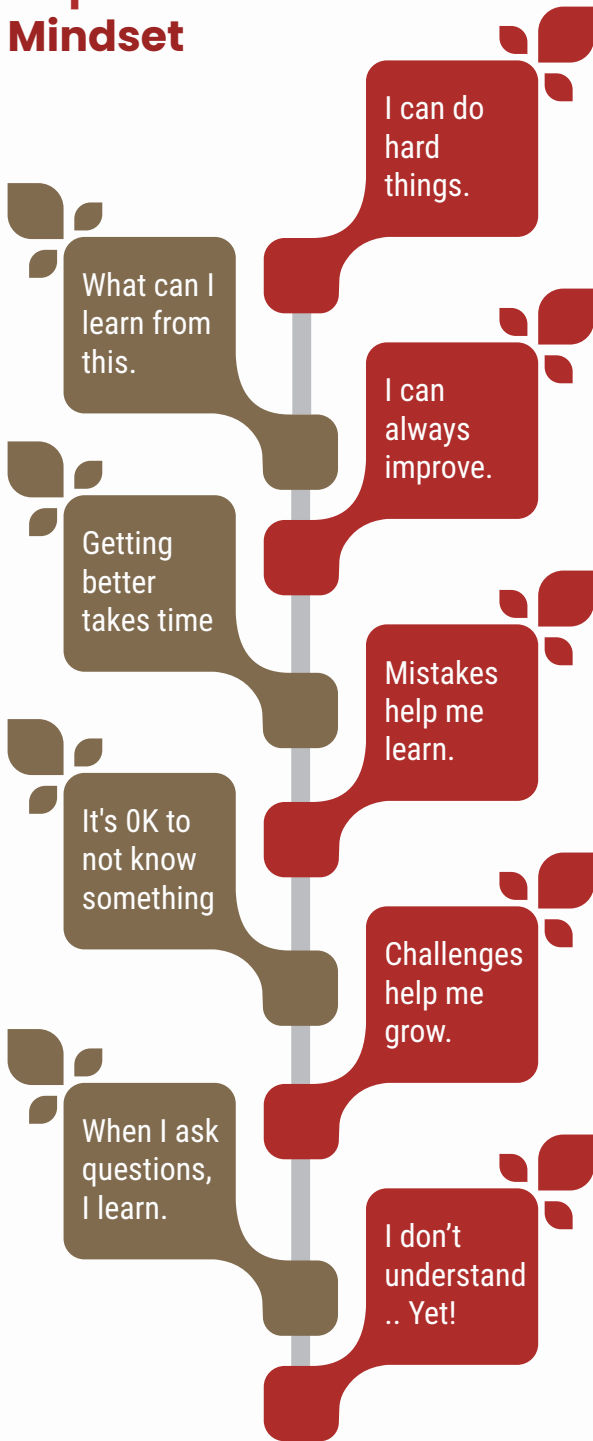 Mindset
I can do
hard
things.
What can I
learn from
this.
I can
always
improve.
Getting
better
takes time
Mistakes
help me
learn.
It's 0K to
not know
something
Challenges
help me
grow.
When I ask
questions,
I learn.
I don’t
understand
.. Yet!